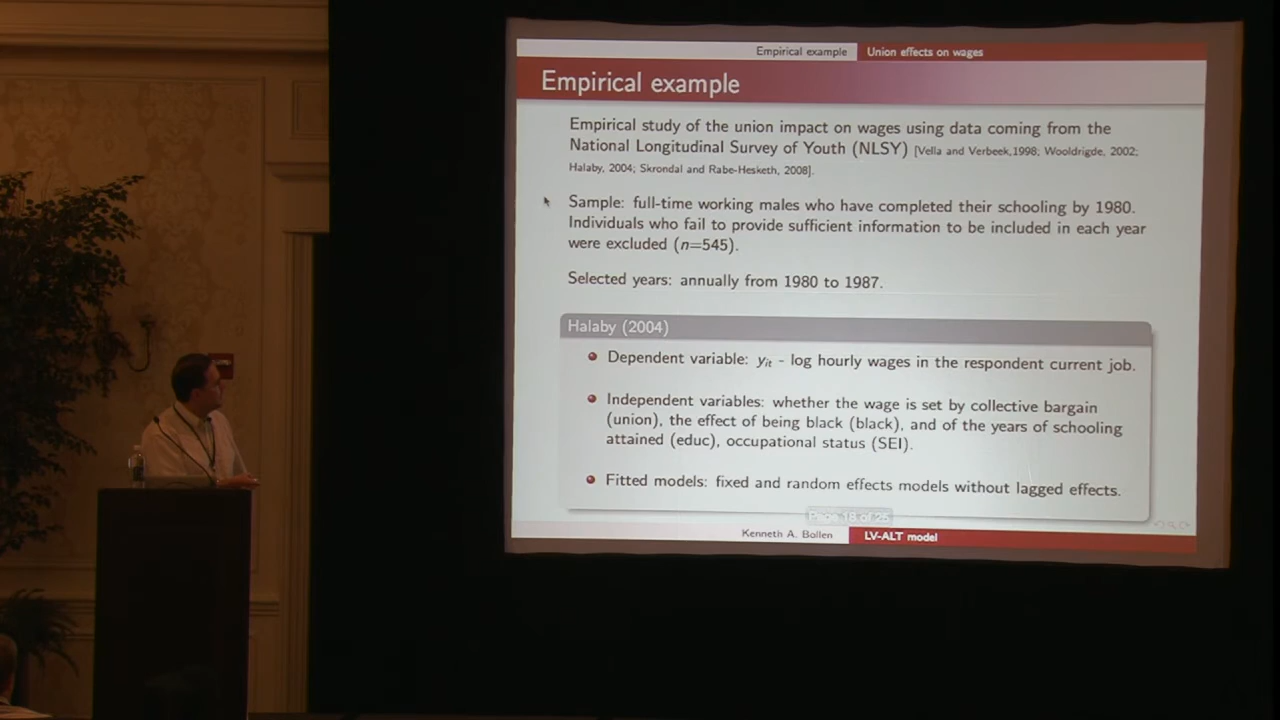 Empirical example Union effects on wages
Empirical example
Empirical study of the union impact on wages using data coming from the
National Longitudinal Survey of Youth (NLSY) [Vella and Verbeek,1998; Wooldrigde, 2002;
Halaby, 2004; Skrondal and Rabe-Hesketh, 2008].
Sample: full-time working males who have completed their schooling by 1980.
Individuals who fail to provide sufficient information to be included in each year
were excluded (n=545).
Selected years: annually from 1980 to 1987.
Halaby (2004)
Dependent variable: yit - log hourly wages in the respondent current job.
Independent variables: whether the wage is set by collective bargain
(union), the effect of being black (black), and of the years of schooling
attained (educ), occupational status (SEI).
Fitted models: fixed and random effects models without lagged effects.
Page 18 of 25
Kenneth A. Bollen LV-ALT model